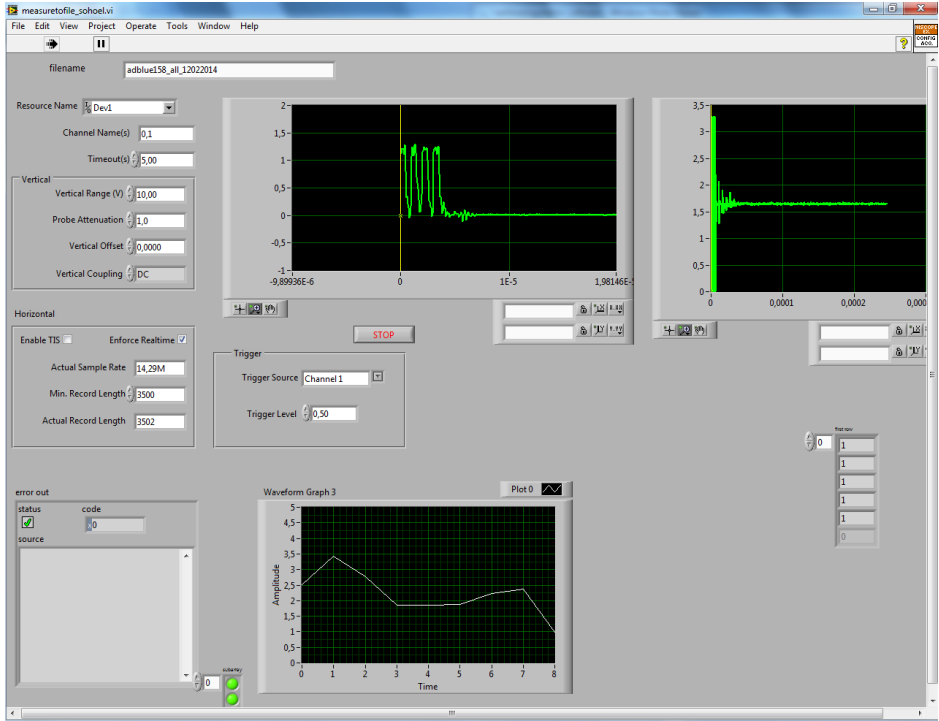 measuretofile_sohoel.vi
File Edit View Project Operate Tools Window Help
CONFIG
ACQ.
filename adblue158_all_12022014
Resource Name Dev1
Channel Name(s) 0,1
Timeout(s) 5,00
Vertical
Vertical Range (V) 10,00
Probe Attenuation 1,0
Vertical Offset 0,0000
Vertical Coupling DC
Horizontal
Enable TIS Enforce Realtime
Actual Sample Rate 14,29M
Min. Record Length 3500
Actual Record Length 3502
2
1,5
1
0,5
0
-0,5
-1
-9,89936E-6 0 1E-5 1,98146E-
3,5
3
2,5
2
1,5
1
0,5
0
0 0,0001 0,0002 0,000
STOP
Trigger
Trigger Source Channel 1
Trigger Level 0,50
first row
0
1
1
1
1
1
0
error out
status code
0
source
subarray
0
Waveform Graph 3 Plot 0
5
4,5
4
3,5
3
2,5
2
1,5
1
0,5
0
Amplitude
0 1 2 3 4 5 6 7 8
Time